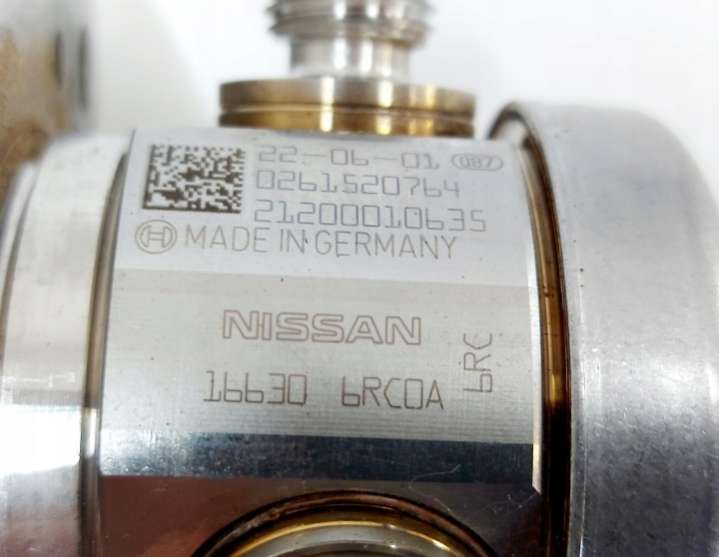 22-06-01 087
0261520764
21200010635
MADE IN GERMANY
NISSAN
16630 6RC0A
6RC